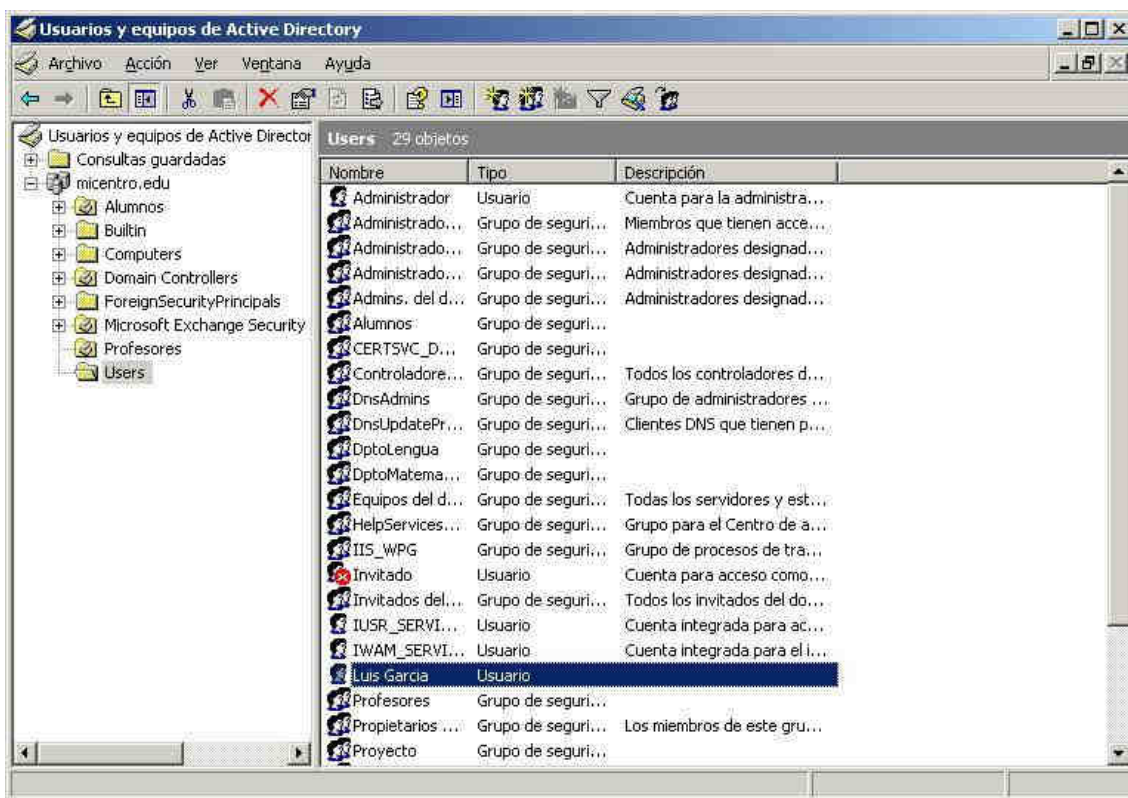 Usuarios y equipos de Active Directory
Archivo Acción Ver Ventana Ayuda
Usuarios y equipos de Active Director
Consultas guardadas
micentro.edu
Alumnos
Builtin
Computers
Domain Controllers
ForeignSecurityPrincipals
Microsoft Exchange Security
Profesores
Users
Users 29 objetos
Nombre Tipo Descripción
Administrador Usuario Cuenta para la administra...
Administrado... Grupo de seguri... Miembros que tienen acce...
Administrado... Grupo de seguri... Administradores designad...
Administrado... Grupo de seguri... Administradores designad...
Admins. del d... Grupo de seguri... Administradores designad...
Alumnos Grupo de seguri...
CERTSVC_D... Grupo de seguri...
Controladore... Grupo de seguri... Todos los controladores d...
DnsAdmins Grupo de seguri... Grupo de administradores ...
DnsUpdatePr... Grupo de seguri... Clientes DNS que tienen p...
DptoLengua Grupo de seguri...
DptoMatema... Grupo de seguri...
Equipos del d... Grupo de seguri... Todas los servidores y est...
HelpServices... Grupo de seguri... Grupo para el Centro de a...
IIS_WPG Grupo de seguri... Grupo de procesos de tra...
Invitado Usuario Cuenta para acceso como...
Invitados del... Grupo de seguri... Todos los invitados del do...
IUSR_SERVI... Usuario Cuenta integrada para ac...
IWAM_SERVI... Usuario Cuenta integrada para el i...
Luis Garcia Usuario
Profesores Grupo de seguri...
Propietarios ... Grupo de seguri... Los miembros de este gru...
Proyecto Grupo de seguri...